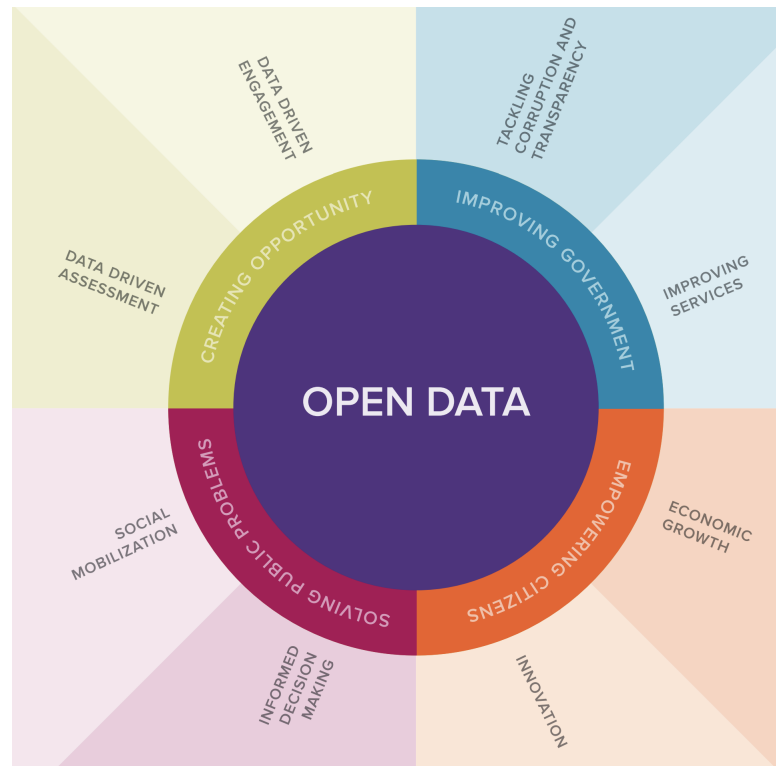 DATA DRIVEN
ENGAGEMENT
TACKLING
CORRUPTION AND
TRANSPARENCY
CREATING OPPORTUNITY
IMPROVING GOVERNMENT
DATA DRIVEN
ASSESSMENT
IMPROVING
SERVICES
OPEN DATA
SOCIAL
MOBILIZATION
SOLVING PUBLIC PROBLEMS
EMPOWERING CITIZENS
ECONOMIC
GROWTH
INFORMED
DECISION
MAKING
INNOVATION